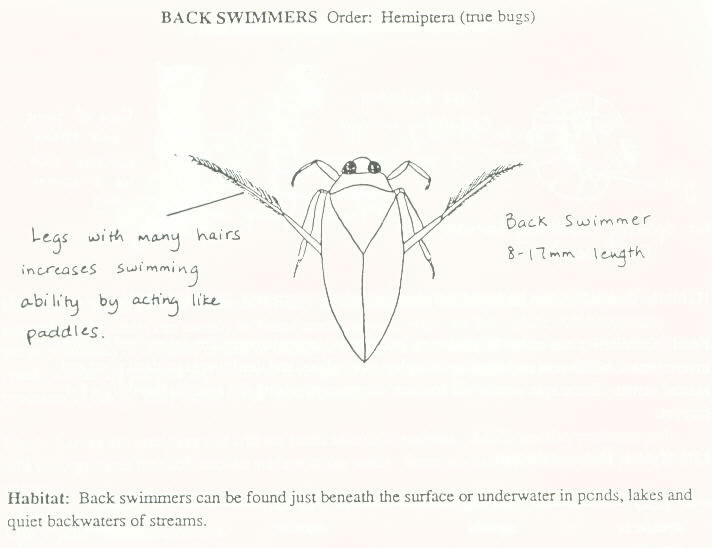 BACK SWIMMERS Order: Hemiptera (true bugs)
Legs with many hairs
increases swimming
ability by acting like
paddles.
Back Swimmer
8-17mm length
Habitat: Back swimmers can be found just beneath the surface or underwater in ponds, lakes and
quiet backwaters of streams.